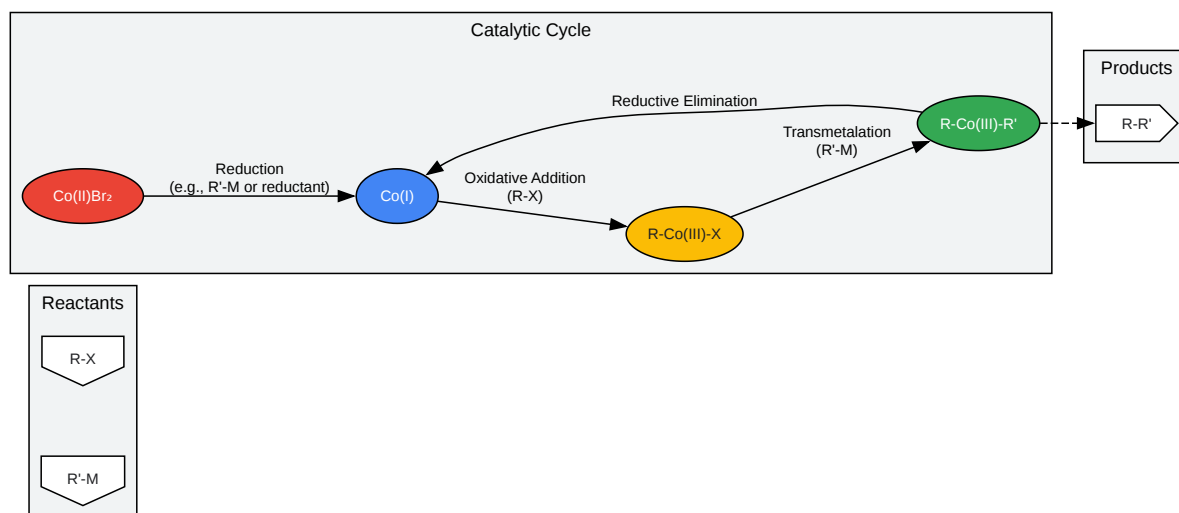 Catalytic Cycle
Products
Reductive Elimination
R-Co(III)-R'
R-R'
Transmetalation
(R'-M)
Reduction
(e.g., R'-M or reductant)
Oxidative Addition
(R-X)
Co(II)Br₂
Co(I)
R-Co(III)-X
Reactants
R-X
R'-M